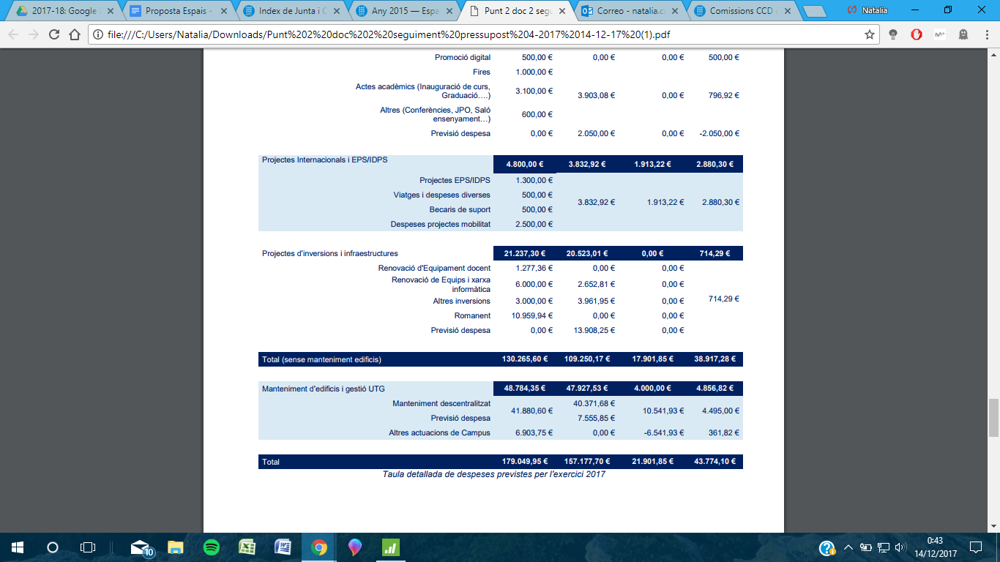 2017-18: Google
Proposta Espais -
Index de Junta i C
Any 2015 — Espa
Punt 2 doc 2 segu
Correo - natalia.c
Comissions CCD
Natalia
file:///C:/Users/Natalia/Downloads/Punt%202%20doc%202%20seguiment%20pressupost%204-2017%2014-12-17%20(1).pdf
Promoció digital 500,00 € 0,00 € 0,00 € 500,00 €
Fires 1.000,00 €
Actes acadèmics (Inauguració de curs,
Graduació….) 3.100,00 € 3.903,08 € 0,00 € 796,92 €
Altres (Conferències, JPO, Saló
ensenyament…) 600,00 €
Previsió despesa 0,00 € 2.050,00 € 0,00 € -2.050,00 €
Projectes Internacionals i EPS/IDPS 4.800,00 € 3.832,92 € 1.913,22 € 2.880,30 €
Projectes EPS/IDPS 1.300,00 €
Viatges i despeses diverses 500,00 € 3.832,92 € 1.913,22 € 2.880,30 €
Becaris de suport 500,00 €
Despeses projectes mobilitat 2.500,00 €
Projectes d'inversions i infraestructures 21.237,30 € 20.523,01 € 0,00 € 714,29 €
Renovació d'Equipament docent 1.277,36 € 0,00 € 0,00 €
Renovació de Equips i xarxa
informàtica 6.000,00 € 2.652,81 € 0,00 €
Altres inversions 3.000,00 € 3.961,95 € 0,00 € 714,29 €
Romanent 10.959,94 € 0,00 € 0,00 €
Previsió despesa 0,00 € 13.908,25 € 0,00 €
Total (sense manteniment edificis) 130.265,60 € 109.250,17 € 17.901,85 € 38.917,28 €
Manteniment d'edificis i gestió UTG 48.784,35 € 47.927,53 € 4.000,00 € 4.856,82 €
Manteniment descentralitzat 40.371,68 €
41.880,60 € 10.541,93 € 4.495,00 €
Previsió despesa 7.555,85 €
Altres actuacions de Campus 6.903,75 € 0,00 € -6.541,93 € 361,82 €
Total 179.049,95 € 157.177,70 € 21.901,85 € 43.774,10 €
Taula detallada de despeses previstes per l'exercici 2017
10
0:43
14/12/2017